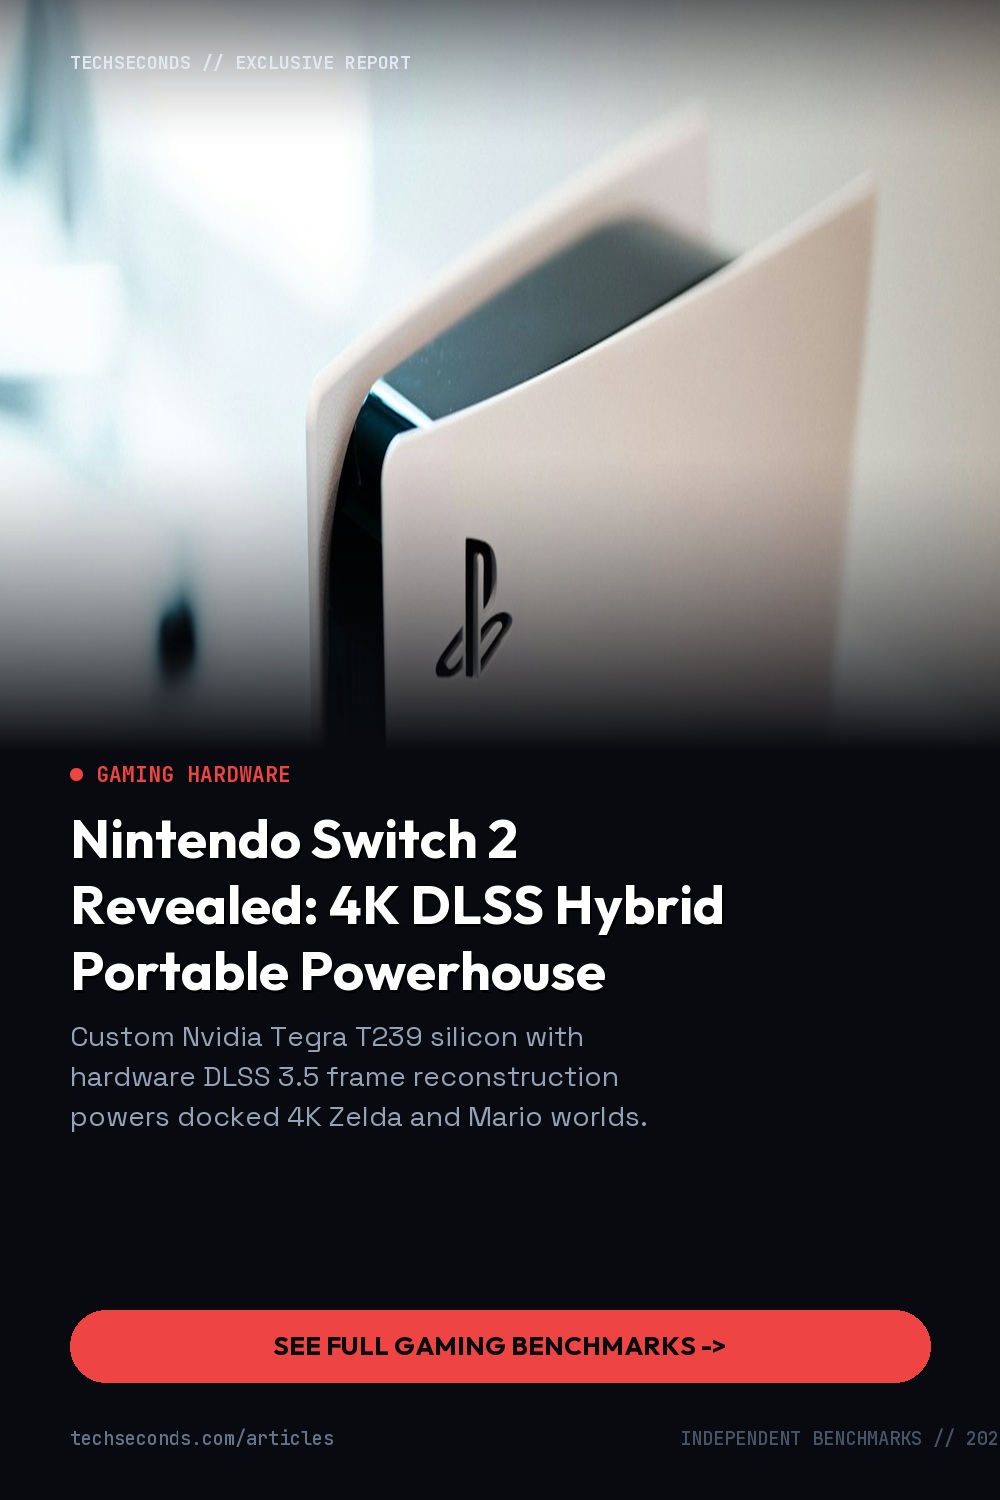 TECHSECONDS // EXCLUSIVE REPORT
GAMING HARDWARE
Nintendo Switch 2
Revealed: 4K DLSS Hybrid
Portable Powerhouse
Custom Nvidia Tegra T239 silicon with
hardware DLSS 3.5 frame reconstruction
powers docked 4K Zelda and Mario worlds.
SEE FULL GAMING BENCHMARKS ->
techseconds.com/articles
INDEPENDENT BENCHMARKS // 202